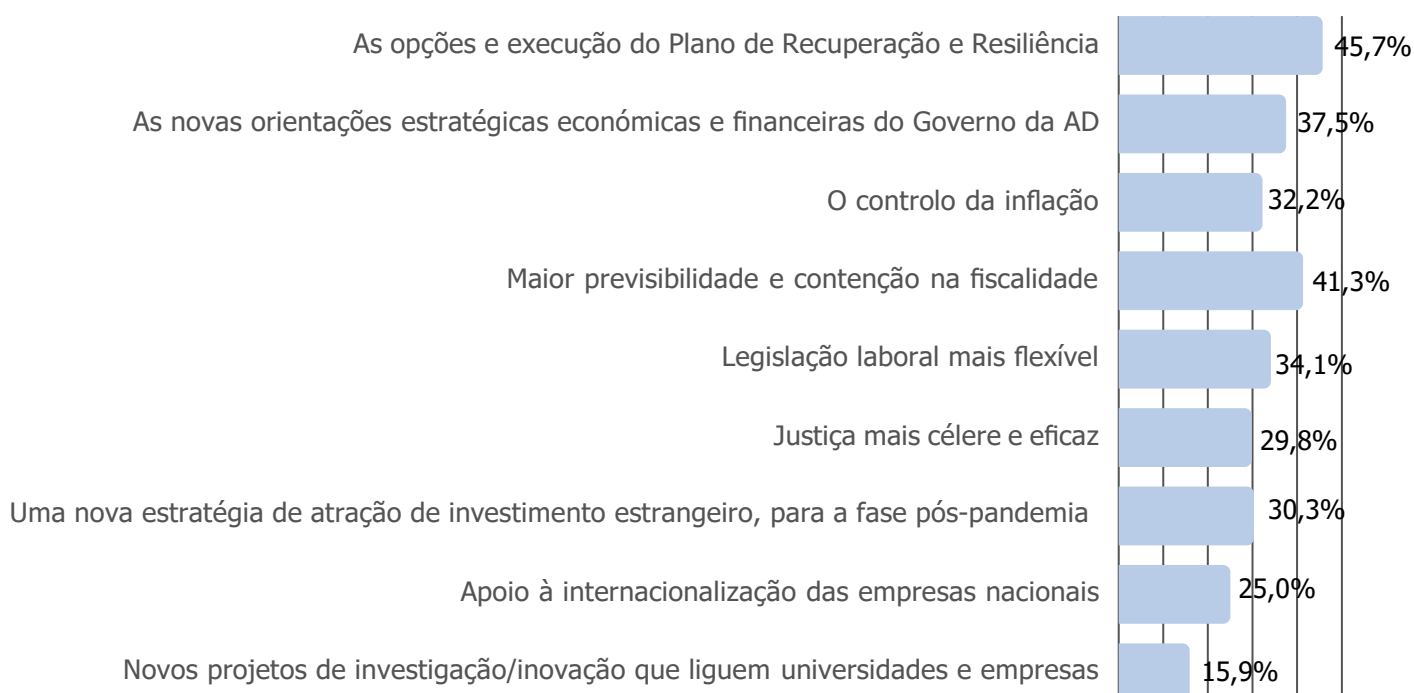 As opções e execução do Plano de Recuperação e Resiliência 45,7%
As novas orientações estratégicas económicas e financeiras do Governo da AD 37,5%
O controlo da inflação 32,2%
Maior previsibilidade e contenção na fiscalidade 41,3%
Legislação laboral mais flexível 34,1%
Justiça mais célere e eficaz 29,8%
Uma nova estratégia de atração de investimento estrangeiro, para a fase pós-pandemia 30,3%
Apoio à internacionalização das empresas nacionais 25,0%
Novos projetos de investigação/inovação que liguem universidades e empresas 15,9%